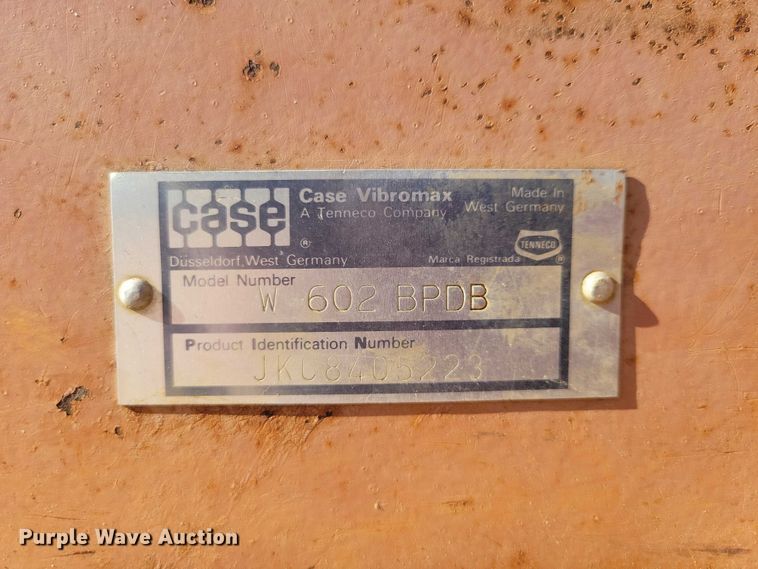 case
Case Vibromax
A Tenneco Company
Made In
West Germany
®
TENNECO
Düsseldorf, West Germany
Marca Registrada
®
Model Number
W 602 BPDB
Product Identification Number
JKC8405223
Purple Wave Auction